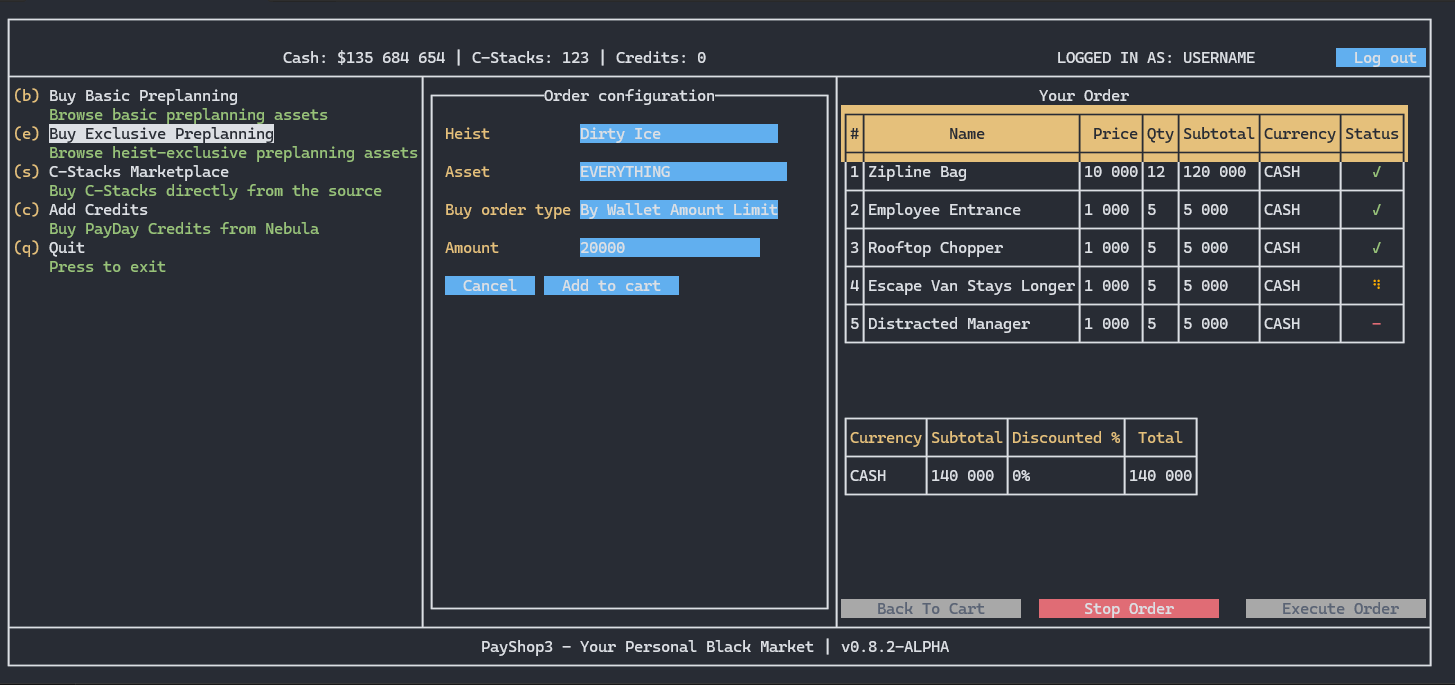 Cash: $135 684 654 | C-Stacks: 123 | Credits: 0 LOGGED IN AS: USERNAME Log out
(b) Buy Basic Preplanning
Browse basic preplanning assets
(e) Buy Exclusive Preplanning
Browse heist-exclusive preplanning assets
(s) C-Stacks Marketplace
Buy C-Stacks directly from the source
(c) Add Credits
Buy PayDay Credits from Nebula
(q) Quit
Press to exit
Order configuration
Heist Dirty Ice
Asset EVERYTHING
Buy order type By Wallet Amount Limit
Amount 20000
Cancel Add to cart
Your Order
# Name Price Qty Subtotal Currency Status
1 Zipline Bag 10 000 12 120 000 CASH ✓
2 Employee Entrance 1 000 5 5 000 CASH ✓
3 Rooftop Chopper 1 000 5 5 000 CASH ✓
4 Escape Van Stays Longer 1 000 5 5 000 CASH
5 Distracted Manager 1 000 5 5 000 CASH –
Currency Subtotal Discounted % Total
CASH 140 000 0% 140 000
Back To Cart Stop Order Execute Order
PayShop3 - Your Personal Black Market | v0.8.2-ALPHA